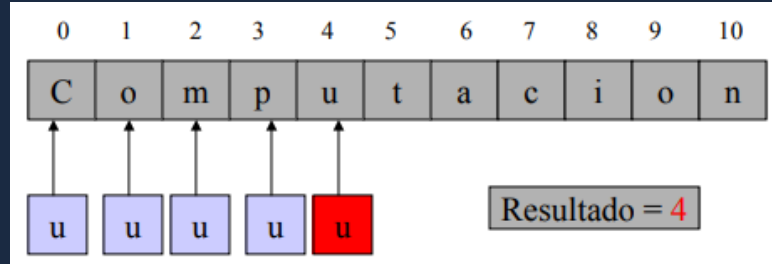 0 1 2 3 4 5 6 7 8 9 10
C o m p u t a c i o n
u u u u u
Resultado = 4